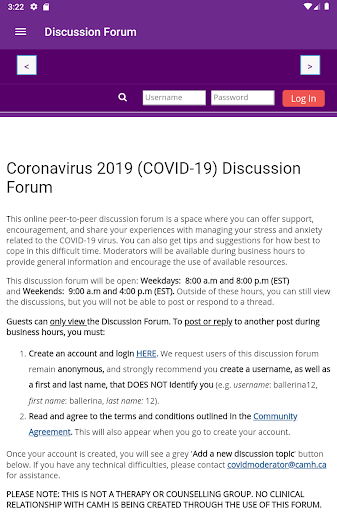 3:22
Discussion Forum
<
>
Username
Password
Log In
Coronavirus 2019 (COVID-19) Discussion
Forum
This online peer-to-peer discussion forum is a space where you can offer support,
encouragement, and share your experiences with managing your stress and anxiety
related to the COVID-19 virus. You can also get tips and suggestions for how best to
cope in this difficult time. Moderators will be available during business hours to
provide general information and encourage the use of available resources.
This discussion forum will be open: Weekdays:  8:00 a.m and 8:00 p.m (EST)
and Weekends:  9:00 a.m and 4:00 p.m (EST). Outside of these hours, you can still view
the discussions, but you will not be able to post or respond to a thread.
Guests can only view the Discussion Forum. To post or reply to another post during
business hours, you must:
1. Create an account and login HERE. We request users of this discussion forum
remain anonymous, and strongly recommend you create a username, as well as
a first and last name, that DOES NOT identify you (e.g. username: ballerina12,
first name: ballerina, last name: 12).
2. Read and agree to the terms and conditions outlined in the Community
Agreement. This will also appear when you go to create your account.
Once your account is created, you will see a grey 'Add a new discussion topic' button
below. If you have any technical difficulties, please contact covidmoderator@camh.ca
for assistance.
PLEASE NOTE: THIS IS NOT A THERAPY OR COUNSELLING GROUP. NO CLINICAL
RELATIONSHIP WITH CAMH IS BEING CREATED THROUGH THE USE OF THIS FORUM.